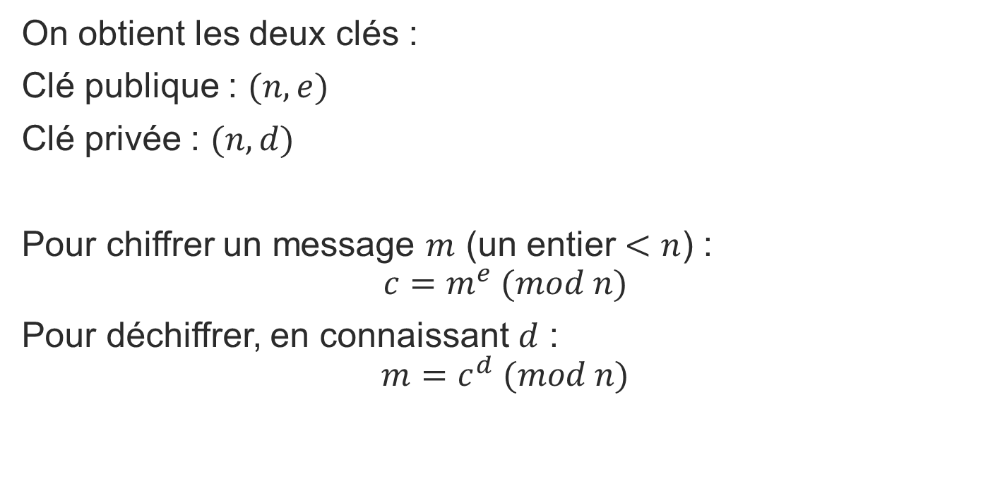 On obtient les deux clés :
Clé publique : (n, e)
Clé privée : (n, d)
Pour chiffrer un message m (un entier < n) :
c = m^e (mod n)
Pour déchiffrer, en connaissant d :
m = c^d (mod n)